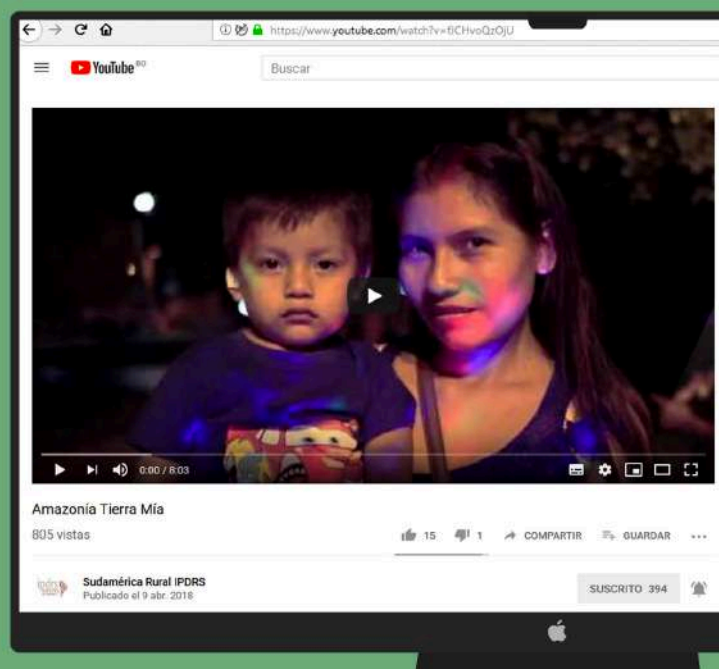 https://www.youtube.com/watch?v=fiCHvoQzOjU
YouTube BO
Buscar
0:00 / 8:03
Amazonía Tierra Mía
805 vistas
15 1 COMPARTIR GUARDAR
Sudamérica Rural IPDRS
Publicado el 9 abr. 2018
SUSCRITO 394